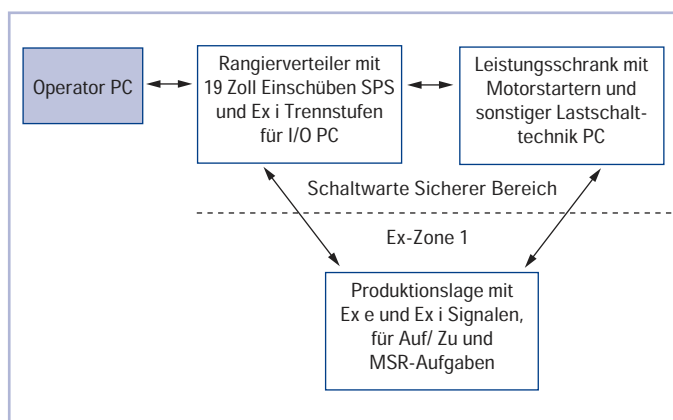 Operator PC
Rangierverteiler mit
19 Zoll Einschüben SPS
und Ex i Trennstufen
für I/O PC
Leistungsschrank mit
Motorstartern und
sonstiger Lastschalt-
technik PC
Schaltwarte Sicherer Bereich
Ex-Zone 1
Produktionslage mit
Ex e und Ex i Signalen,
für Auf/ Zu und
MSR-Aufgaben